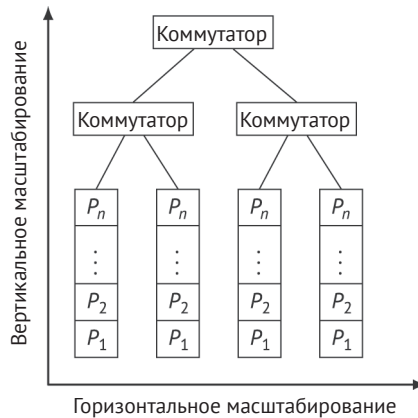 Коммутатор
Коммутатор Коммутатор
Вертикальное масштабирование
Pn Pn Pn Pn
⋮ ⋮ ⋮ ⋮
P2 P2 P2 P2
P1 P1 P1 P1
Горизонтальное масштабирование